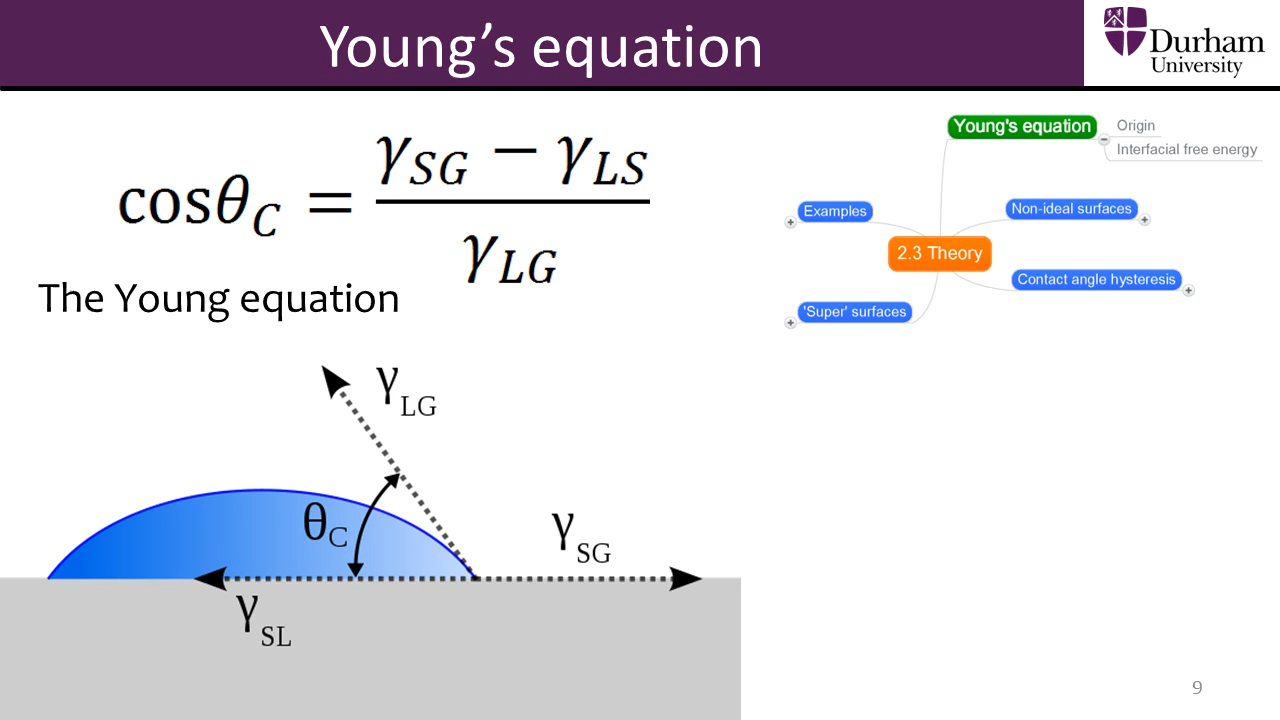 Young’s equation
Durham
University
cosθ_C = (γ_SG − γ_LS) / γ_LG
The Young equation
Young's equation
Origin
Interfacial free energy
Examples
Non-ideal surfaces
2.3 Theory
Contact angle hysteresis
'Super' surfaces
γ_LG
θ_C
γ_SG
γ_SL
9